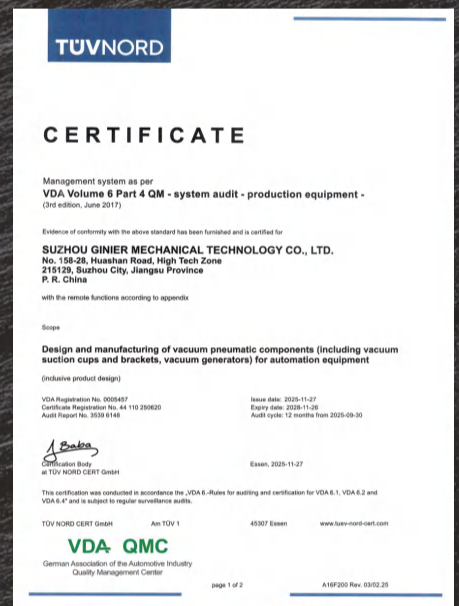 TÜVNORD
CERTIFICATE
Management system as per
VDA Volume 6 Part 4 QM - system audit - production equipment -
(3rd edition, June 2017)
Evidence of conformity with the above standard has been furnished and is certified for
SUZHOU GINIER MECHANICAL TECHNOLOGY CO., LTD.
No. 158-28, Huashan Road, High Tech Zone
215129, Suzhou City, Jiangsu Province
P. R. China
with the remote functions according to appendix
Scope
Design and manufacturing of vacuum pneumatic components (including vacuum
suction cups and brackets, vacuum generators) for automation equipment
(inclusive product design)
VDA Registration No. 0005457
Certificate Registration No. 44 110 250620
Audit Report No. 3539 6146
Issue date: 2025-11-27
Expiry date: 2028-11-26
Audit cycle: 12 months from 2025-09-30
J. Baba
Certification Body
at TÜV NORD CERT GmbH
Essen, 2025-11-27
This certification was conducted in accordance the „VDA 6.-Rules for auditing and certification for VDA 6.1, VDA 6.2 and
VDA 6.4" and is subject to regular surveillance audits.
TÜV NORD CERT GmbH Am TÜV 1 45307 Essen www.tuev-nord-cert.com
VDA QMC
German Association of the Automotive Industry
Quality Management Center
page 1 of 2 A16F200 Rev. 03/02.25